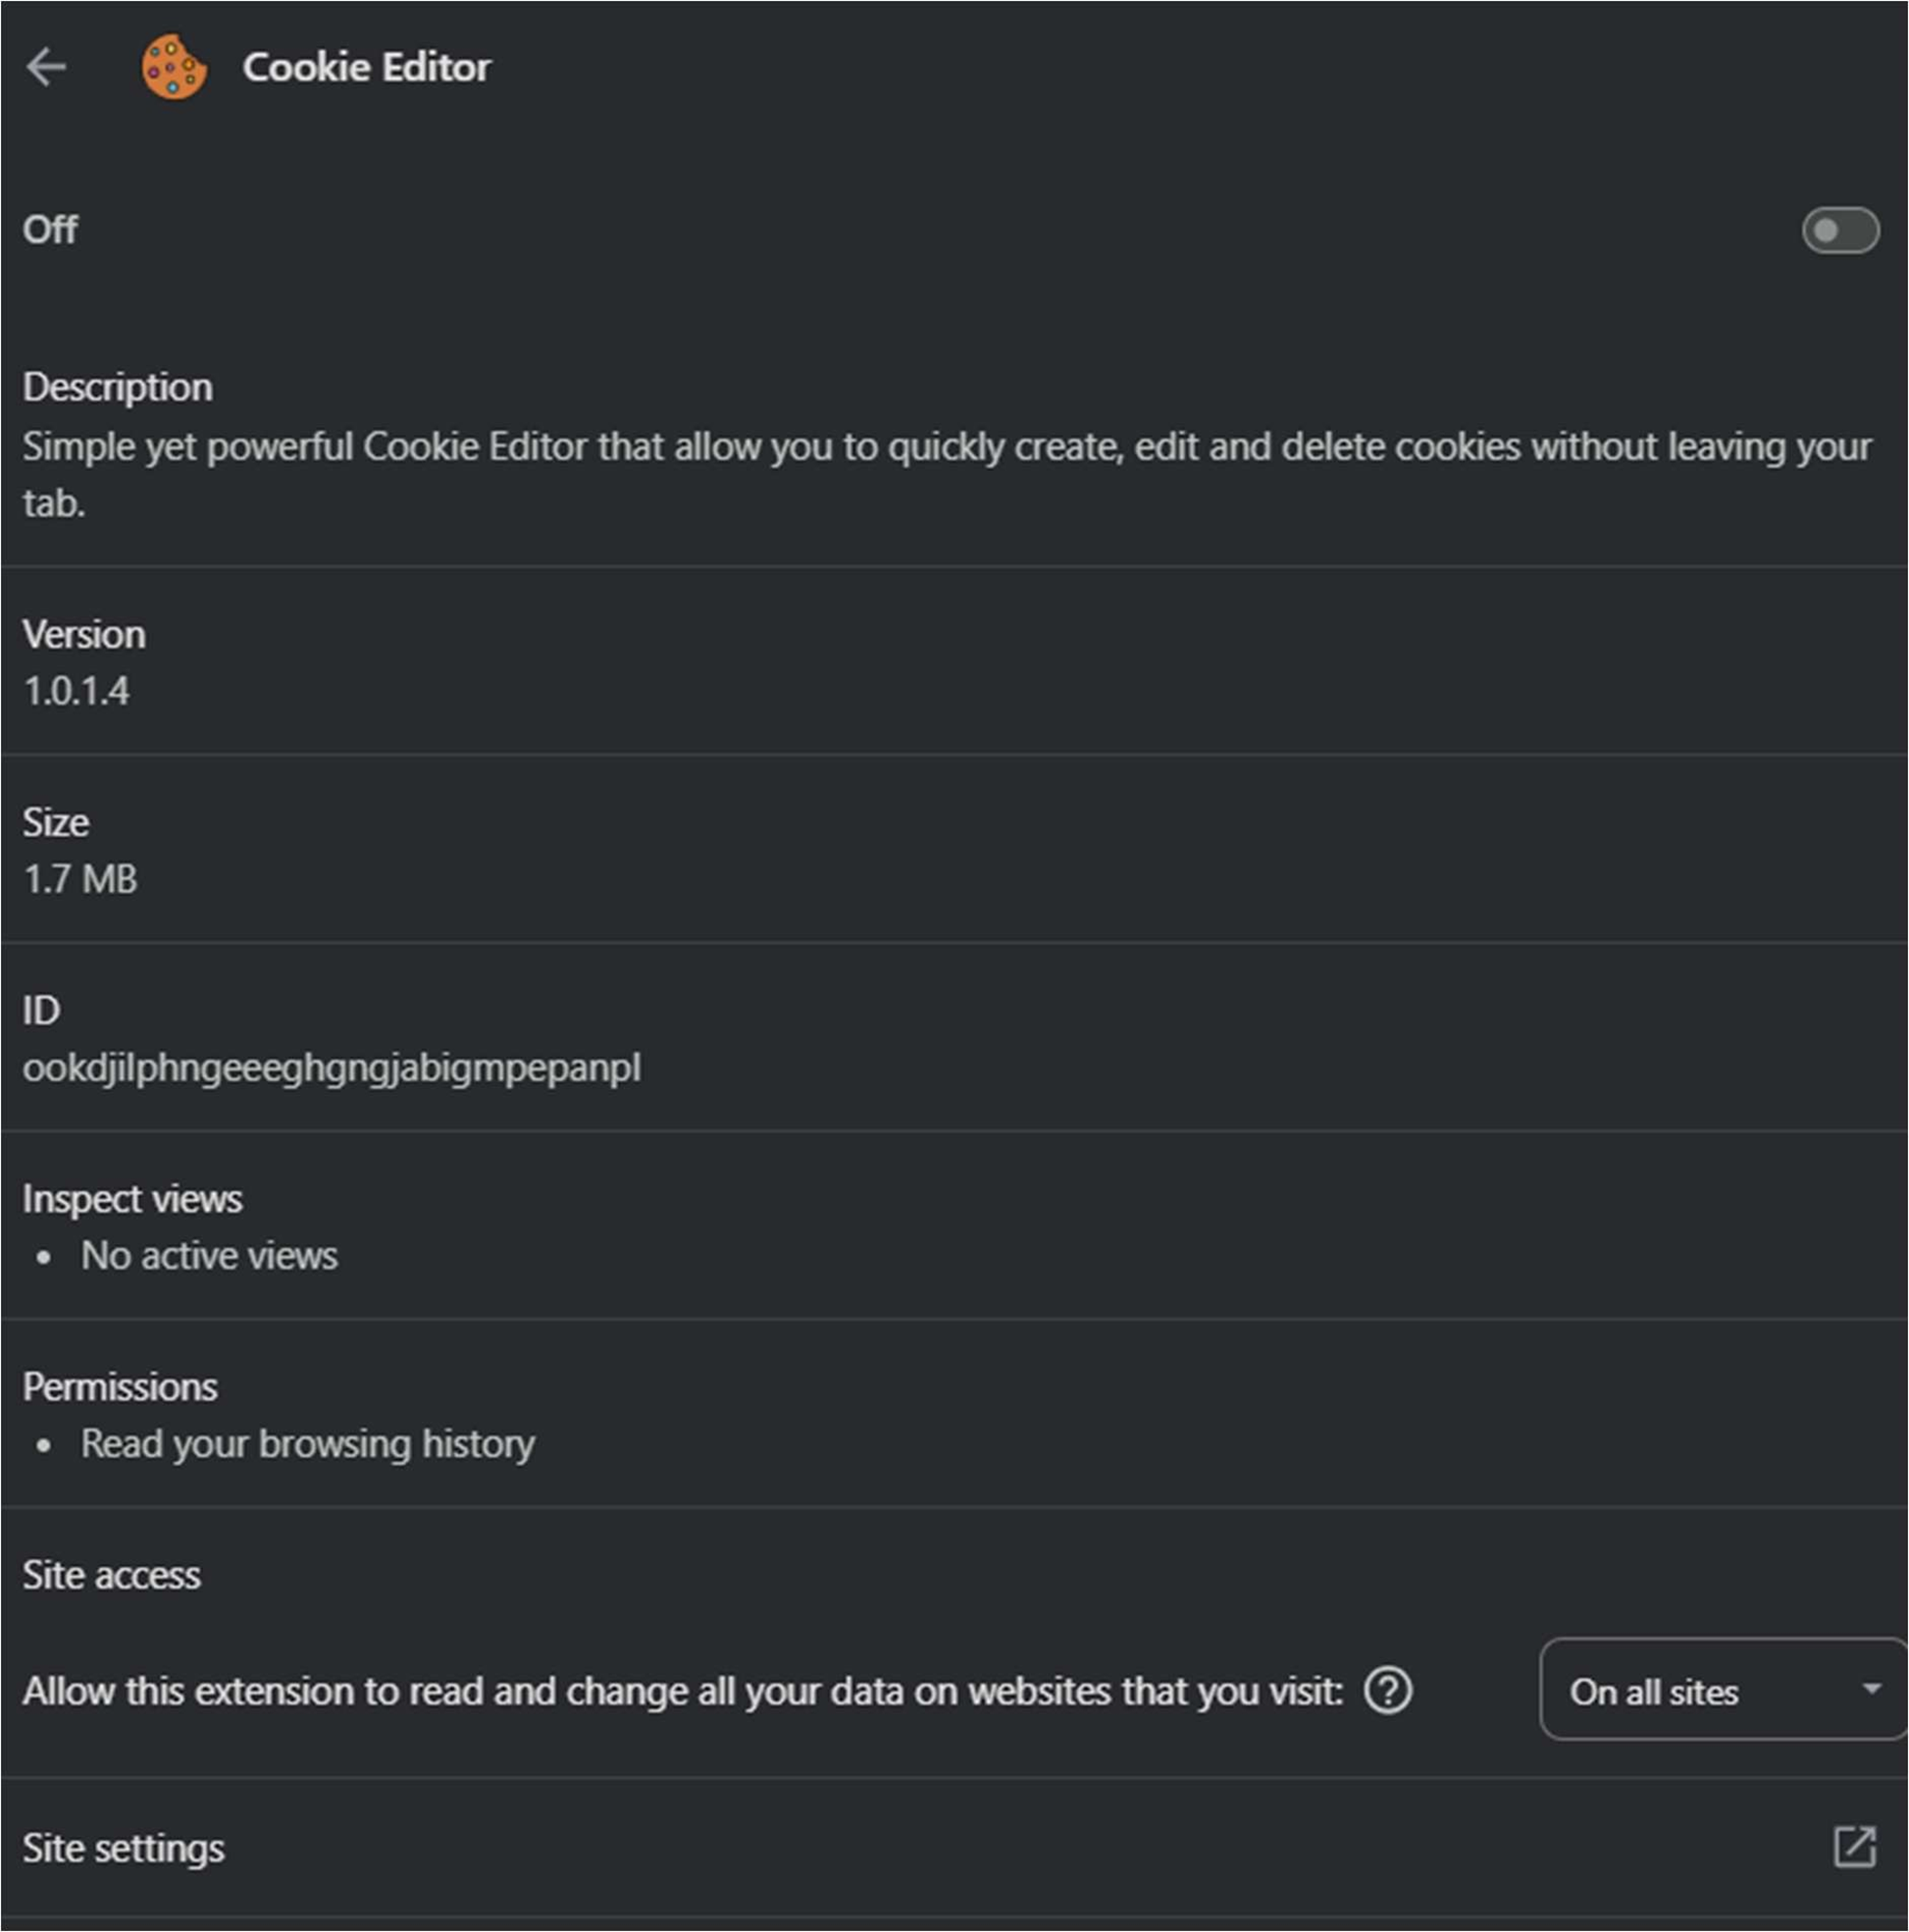 Cookie Editor
Off
Description
Simple yet powerful Cookie Editor that allow you to quickly create, edit and delete cookies without leaving your
tab.
Version
1.0.1.4
Size
1.7 MB
ID
ookdjilphngeeeghgngjabigmpepanpl
Inspect views
• No active views
Permissions
• Read your browsing history
Site access
Allow this extension to read and change all your data on websites that you visit: ? On all sites
Site settings